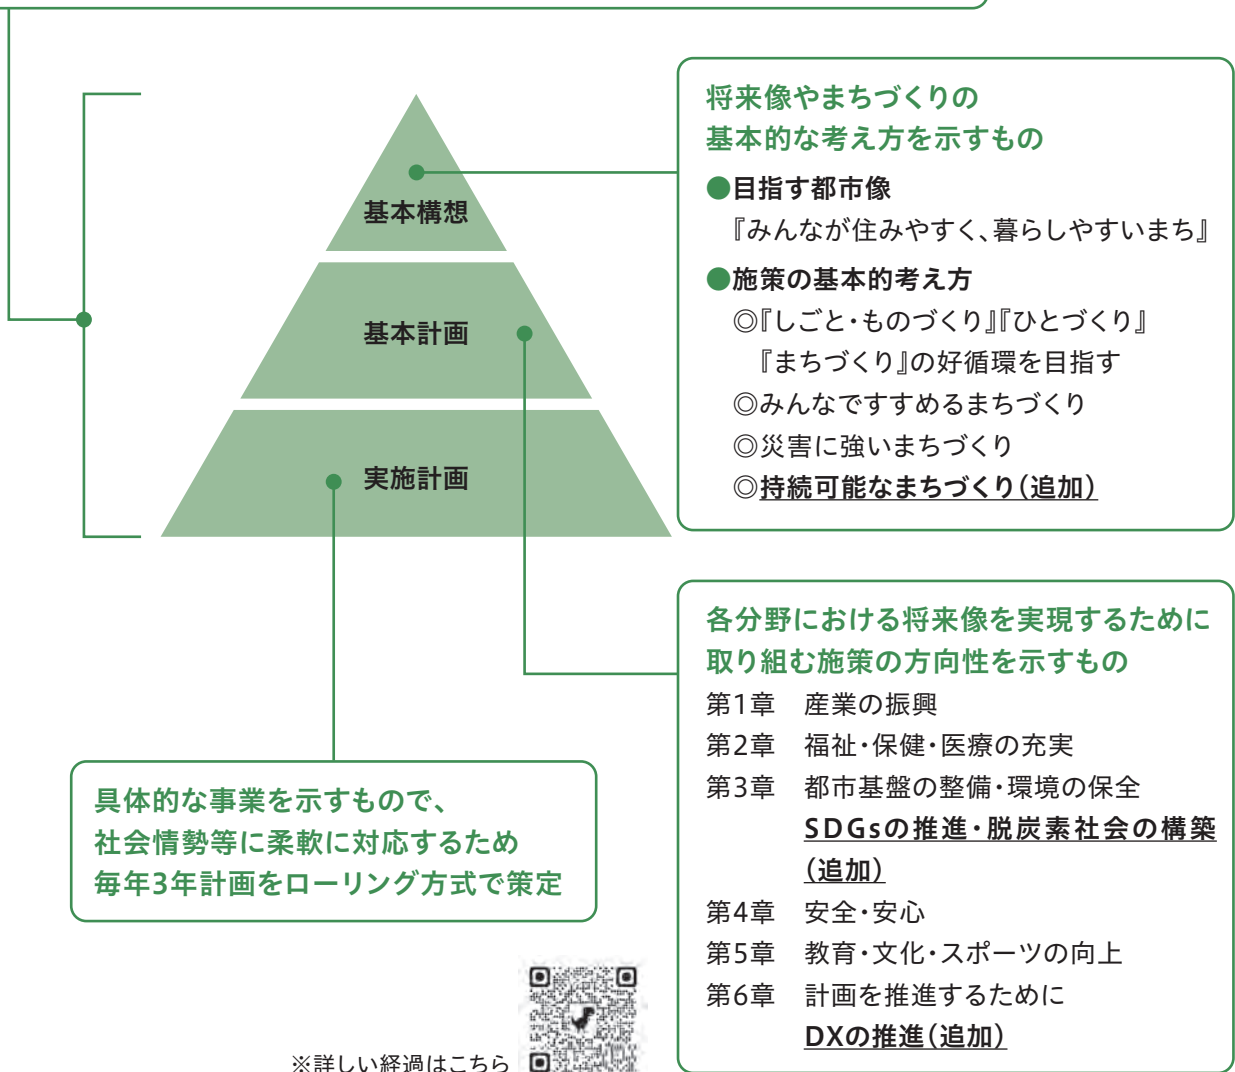 将来像やまちづくりの
基本的な考え方を示すもの
●目指す都市像
『みんなが住みやすく、暮らしやすいまち』
●施策の基本的考え方
◎『しごと・ものづくり』『ひとづくり』
『まちづくり』の好循環を目指す
◎みんなですすめるまちづくり
◎災害に強いまちづくり
◎持続可能なまちづくり（追加）
基本構想
基本計画
実施計画
各分野における将来像を実現するために
取り組む施策の方向性を示すもの
第1章　産業の振興
第2章　福祉・保健・医療の充実
第3章　都市基盤の整備・環境の保全
SDGsの推進・脱炭素社会の構築
（追加）
第4章　安全・安心
第5章　教育・文化・スポーツの向上
第6章　計画を推進するために
DXの推進（追加）
具体的な事業を示すもので、
社会情勢等に柔軟に対応するため
毎年3年計画をローリング方式で策定
※詳しい経過はこちら